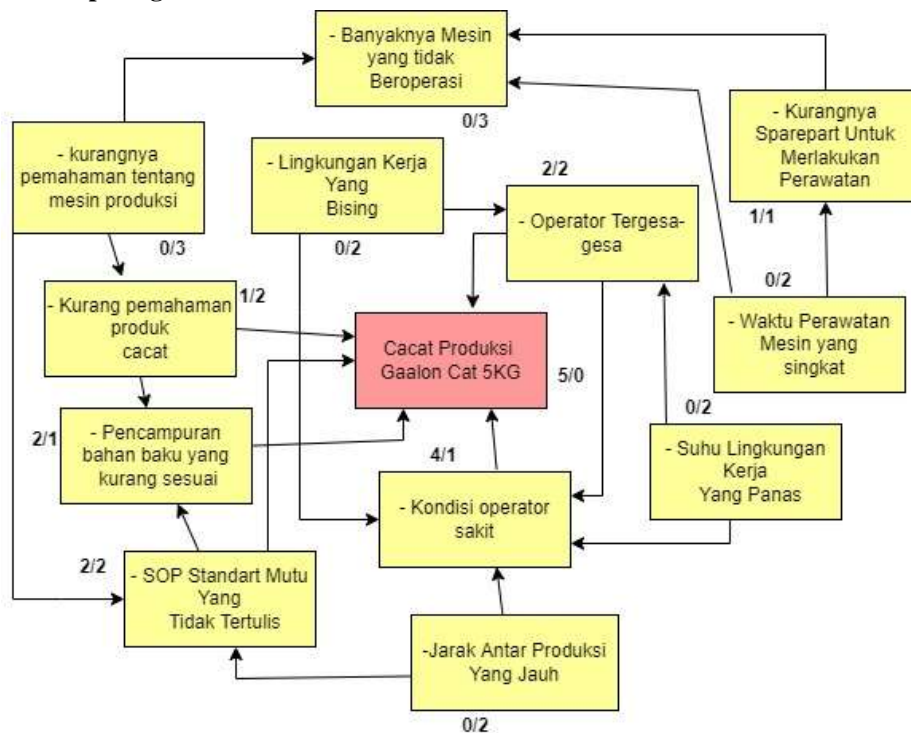 - Banyaknya Mesin
yang tidak
Beroperasi
0/3
- kurangnya
pemahaman tentang
mesin produksi
0/3
- Lingkungan Kerja
Yang
Bising
0/2
2/2
- Operator Tergesa-
gesa
- Kurangnya
Sparepart Untuk
Merlakukan
Perawatan
1/1
- Kurang pemahaman
produk
cacat
1/2
Cacat Produksi
Gaalon Cat 5KG
5/0
0/2
- Waktu Perawatan
Mesin yang
singkat
2/1
- Pencampuran
bahan baku yang
kurang sesuai
4/1
- Kondisi operator
sakit
0/2
- Suhu Lingkungan
Kerja
Yang Panas
2/2
- SOP Standart Mutu
Yang
Tidak Tertulis
-Jarak Antar Produksi
Yang Jauh
0/2